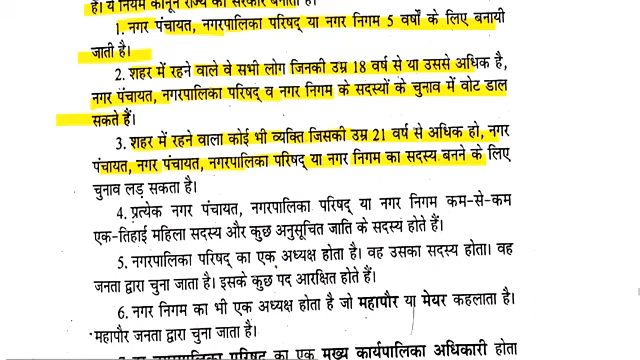 है। ये नियम कानून राज्य की सरकार बनाती है।
1. नगर पंचायत, नगरपालिका परिषद् या नगर निगम 5 वर्षों के लिए बनायी
जाती है।
2. शहर में रहने वाले वे सभी लोग जिनकी उम्र 18 वर्ष से या उससे अधिक है,
नगर पंचायत, नगरपालिका परिषद् व नगर निगम के सदस्यों के चुनाव में वोट डाल
सकते हैं।
3. शहर में रहने वाला कोई भी व्यक्ति जिसकी उम्र 21 वर्ष से अधिक हो, नगर
पंचायत, नगर पंचायत, नगरपालिका परिषद् या नगर निगम का सदस्य बनने के लिए
चुनाव लड़ सकता है।
4. प्रत्येक नगर पंचायत, नगरपालिका परिषद् या नगर निगम कम-से-कम
एक-तिहाई महिला सदस्य और कुछ अनुसूचित जाति के सदस्य होते हैं।
5. नगरपालिका परिषद् का एक अध्यक्ष होता है। वह उसका सदस्य होता। वह
जनता द्वारा चुना जाता है। इसके कुछ पद आरक्षित होते हैं।
6. नगर निगम का भी एक अध्यक्ष होता है जो महापौर या मेयर कहलाता है।
महापौर जनता द्वारा चुना जाता है।
नगरपालिका परिषद् का एक मुख्य कार्यपालिका अधिकारी होता